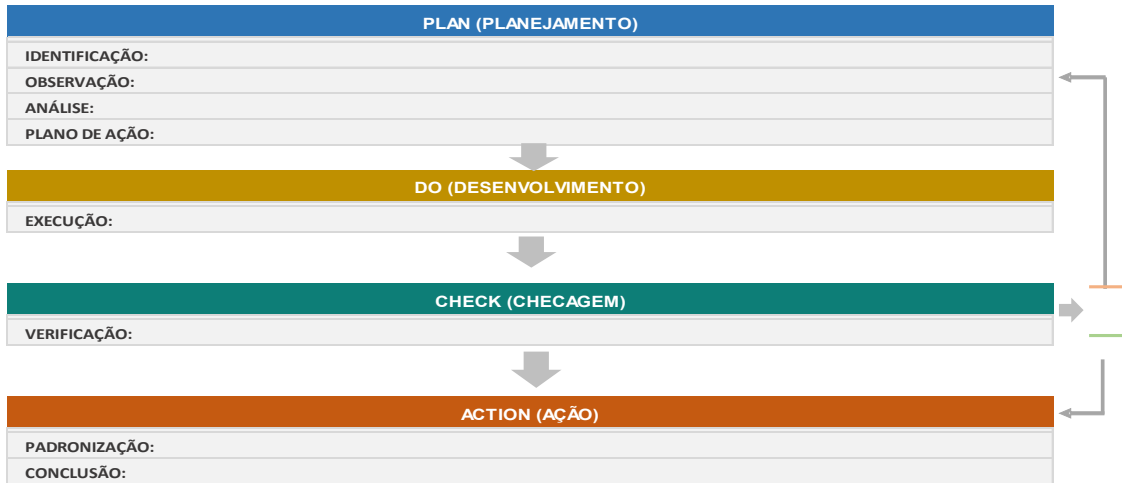 PLAN (PLANEJAMENTO)
IDENTIFICAÇÃO:
OBSERVAÇÃO:
ANÁLISE:
PLANO DE AÇÃO:
DO (DESENVOLVIMENTO)
EXECUÇÃO:
CHECK (CHECAGEM)
VERIFICAÇÃO:
ACTION (AÇÃO)
PADRONIZAÇÃO:
CONCLUSÃO: